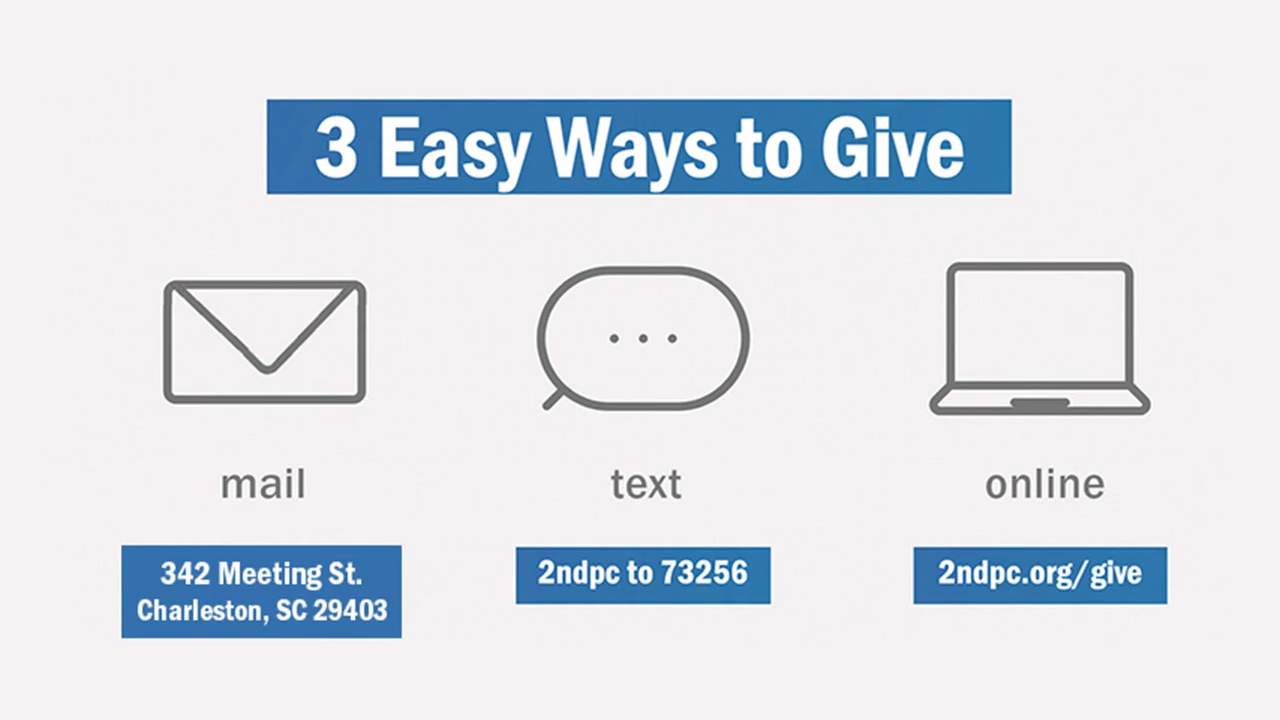 3 Easy Ways to Give
mail
342 Meeting St.
Charleston, SC 29403
text
2ndpc to 73256
online
2ndpc.org/give